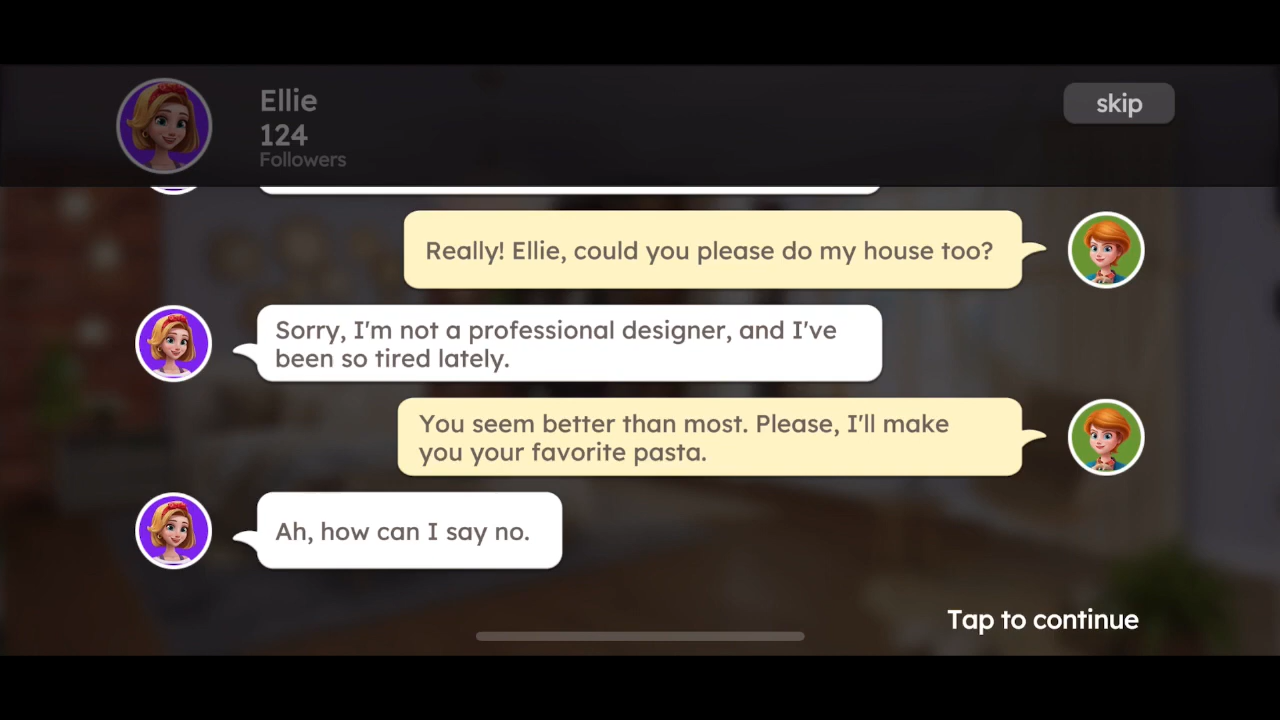 Ellie
124
Followers
skip
Really! Ellie, could you please do my house too?
Sorry, I'm not a professional designer, and I've
been so tired lately.
You seem better than most. Please, I'll make
you your favorite pasta.
Ah, how can I say no.
Tap to continue